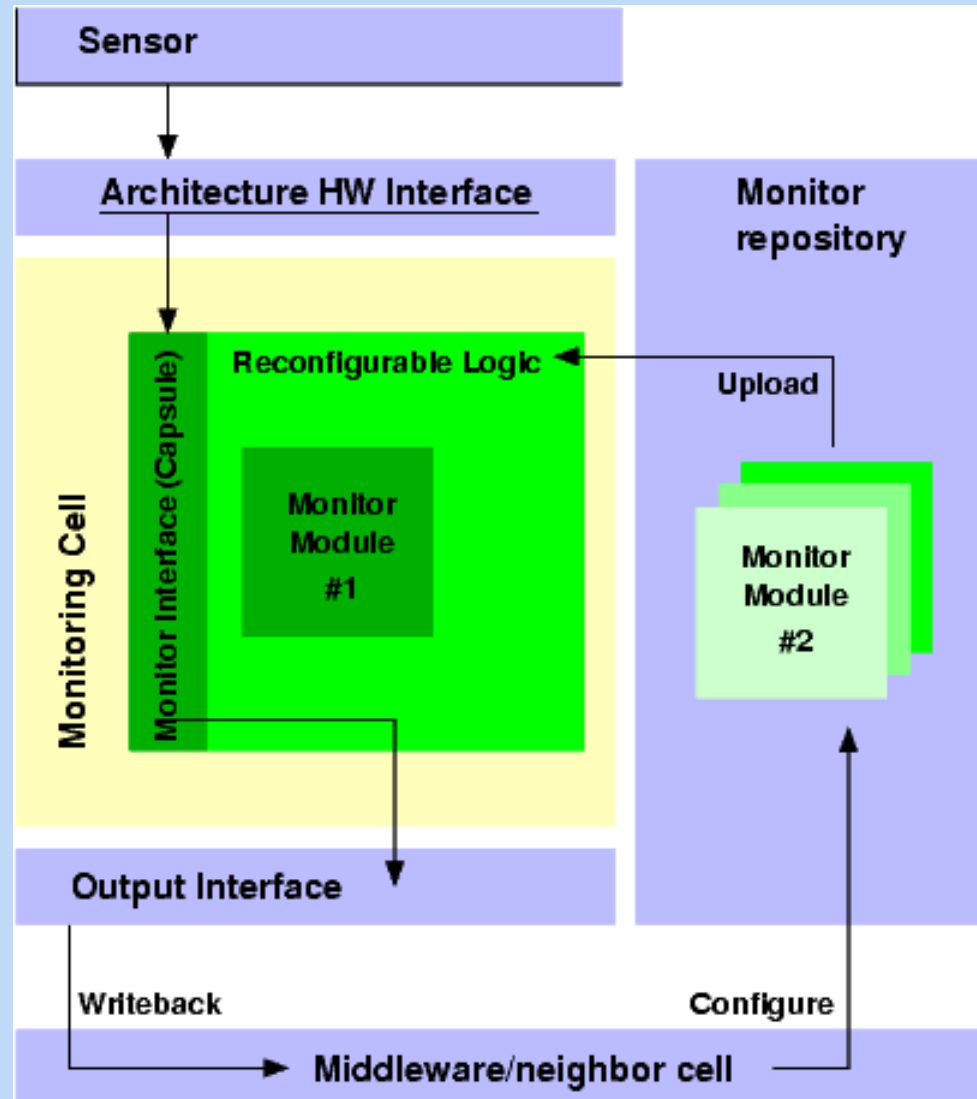 Sensor
Architecture HW Interface
Monitor
repository
Monitoring Cell
Monitor Interface (Capsule)
Reconfigurable Logic
Upload
Monitor
Module
#1
Monitor
Module
#2
Output Interface
Writeback
Configure
Middleware/neighbor cell